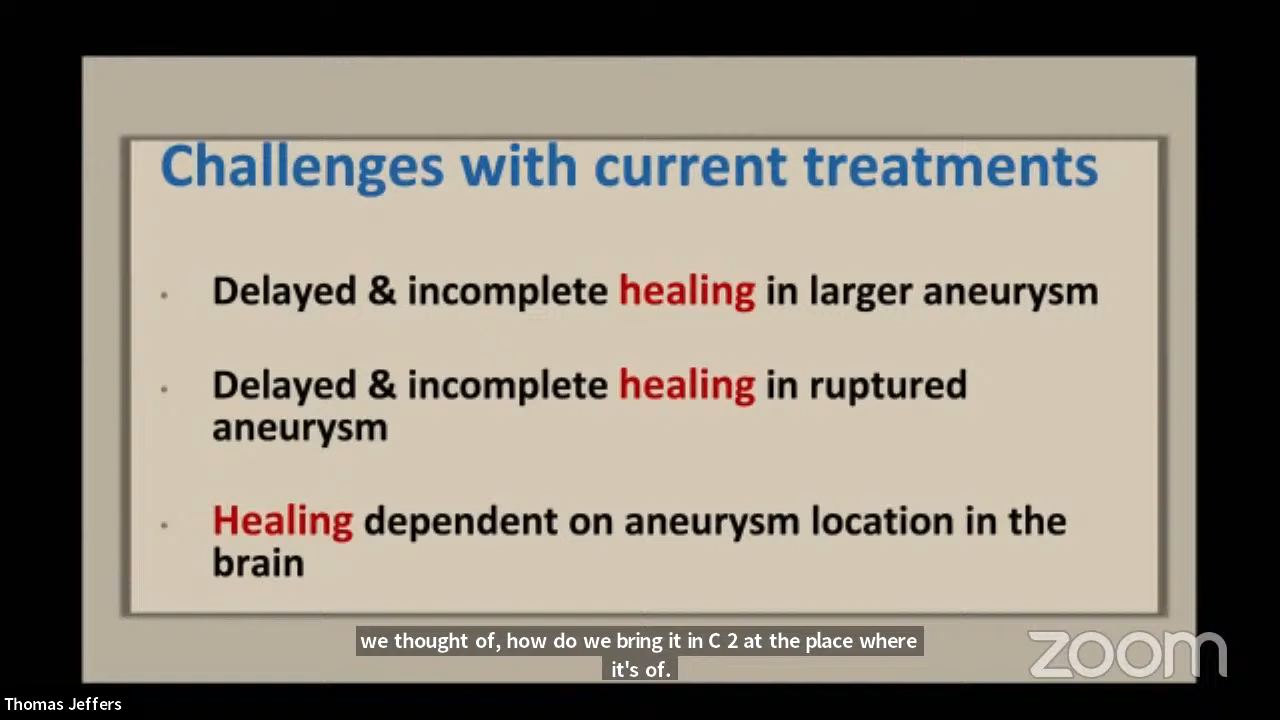 Challenges with current treatments
• Delayed & incomplete healing in larger aneurysm
• Delayed & incomplete healing in ruptured
aneurysm
• Healing dependent on aneurysm location in the
brain
we thought of, how do we bring it in C 2 at the place where
it's of.
zoom
Thomas Jeffers